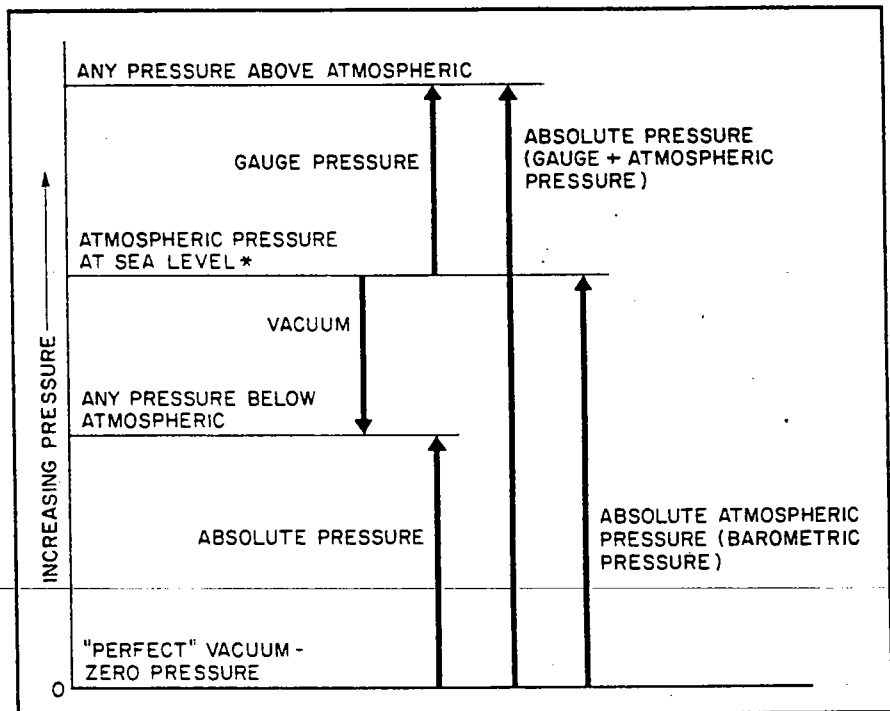 ANY PRESSURE ABOVE ATMOSPHERIC
GAUGE PRESSURE
ABSOLUTE PRESSURE
(GAUGE + ATMOSPHERIC
PRESSURE)
ATMOSPHERIC PRESSURE
AT SEA LEVEL *
VACUUM
ANY PRESSURE BELOW
ATMOSPHERIC
ABSOLUTE PRESSURE
ABSOLUTE ATMOSPHERIC
PRESSURE (BAROMETRIC
PRESSURE)
INCREASING PRESSURE
"PERFECT" VACUUM -
ZERO PRESSURE
0